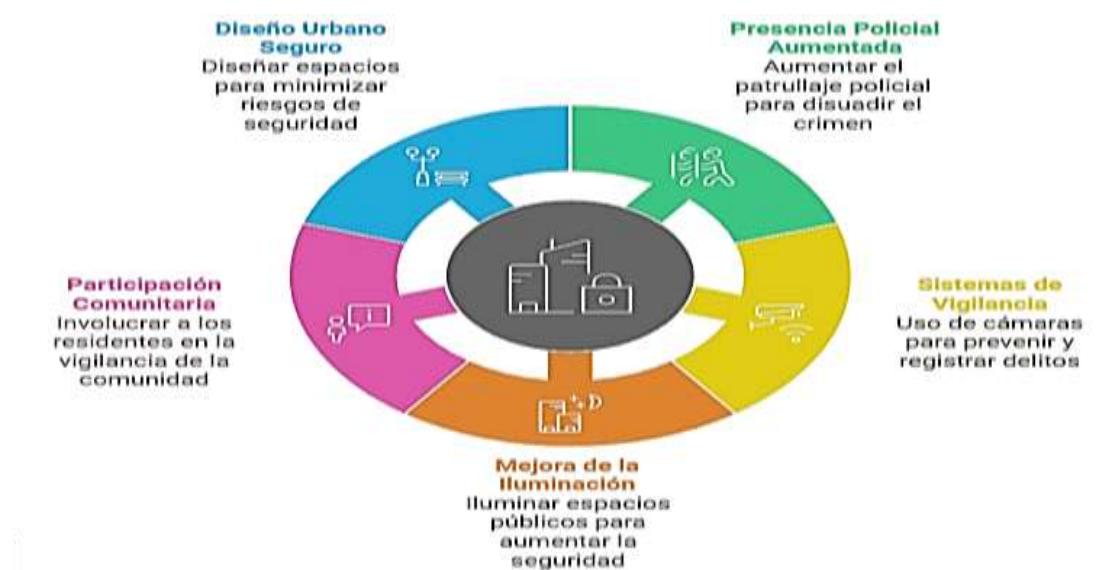 Diseño Urbano
Seguro
Diseñar espacios
para minimizar
riesgos de
seguridad
Presencia Policial
Aumentada
Aumentar el
patrullaje policial
para disuadir el
crimen
Participación
Comunitaria
Involucrar a los
residentes en la
vigilancia de la
comunidad
Sistemas de
Vigilancia
Uso de cámaras
para prevenir y
registrar delitos
Mejora de la
Iluminación
Iluminar espacios
públicos para
aumentar la
seguridad